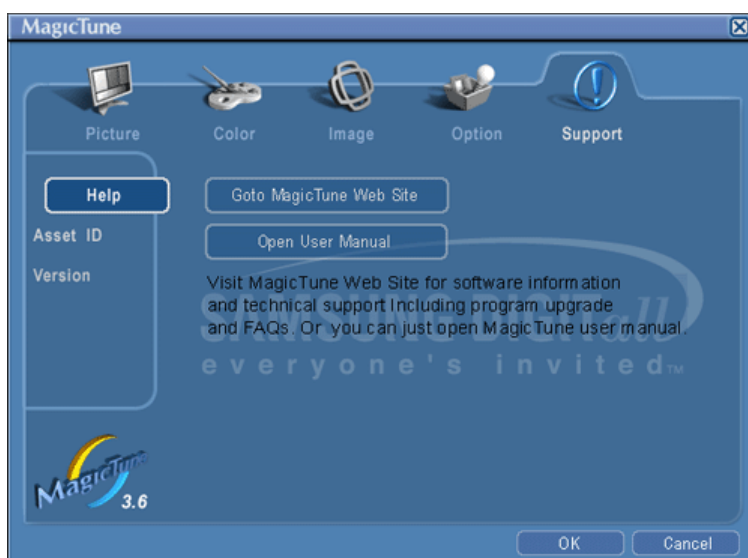 MagicTune
Picture
Color
Image
Option
Support
Help
Asset ID
Version
Goto MagicTune Web Site
Open User Manual
Visit MagicTune Web Site for software information
and technical support Including program upgrade
and FAQs. Or you can just open MagicTune user manual.
SAMSUNG DIGITall
everyone's invited™
MagicTune
3.6
OK
Cancel